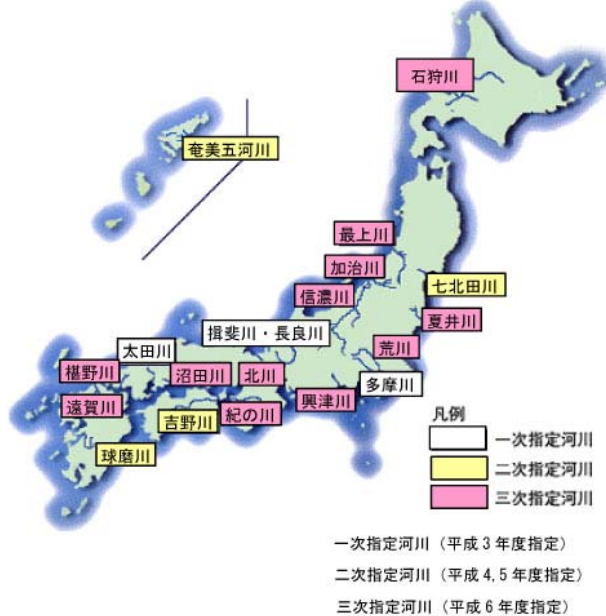 石狩川
奄美五河川
最上川
加治川
七北田川
信濃川
夏井川
揖斐川・長良川
荒川
太田川
椹野川
沼田川
北川
多摩川
遠賀川
吉野川
紀の川
興津川
球磨川
凡例
一次指定河川
二次指定河川
三次指定河川
一次指定河川（平成3年度指定）
二次指定河川（平成4,5年度指定）
三次指定河川（平成6年度指定）